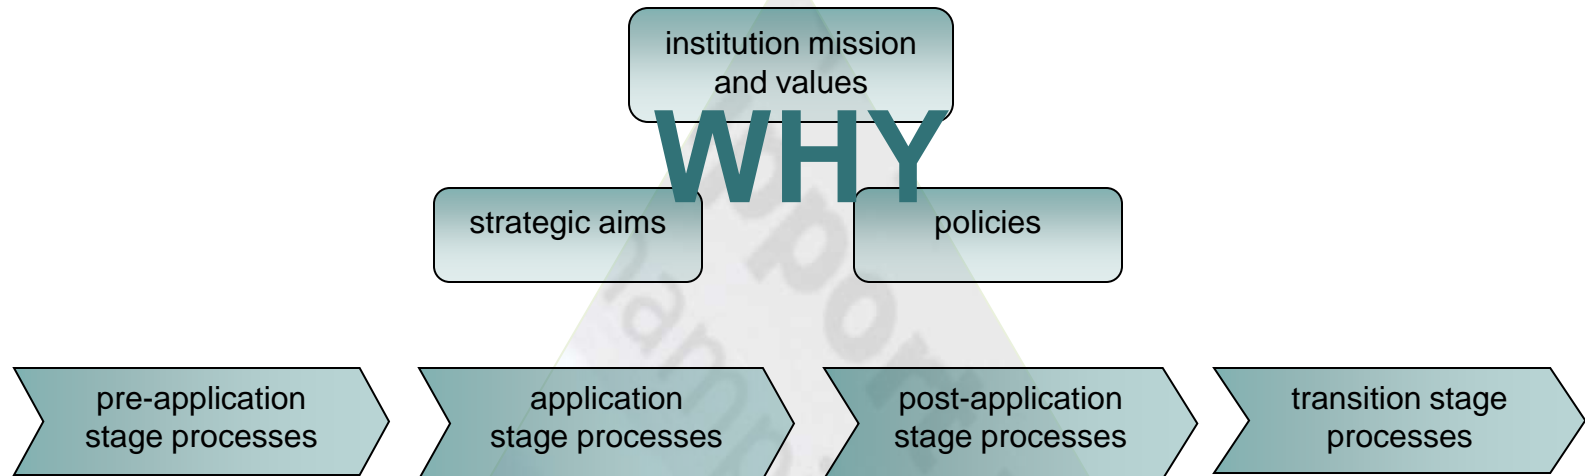 institution mission
and values
WHY
strategic aims
policies
pre-application
stage processes
application
stage processes
post-application
stage processes
transition stage
processes